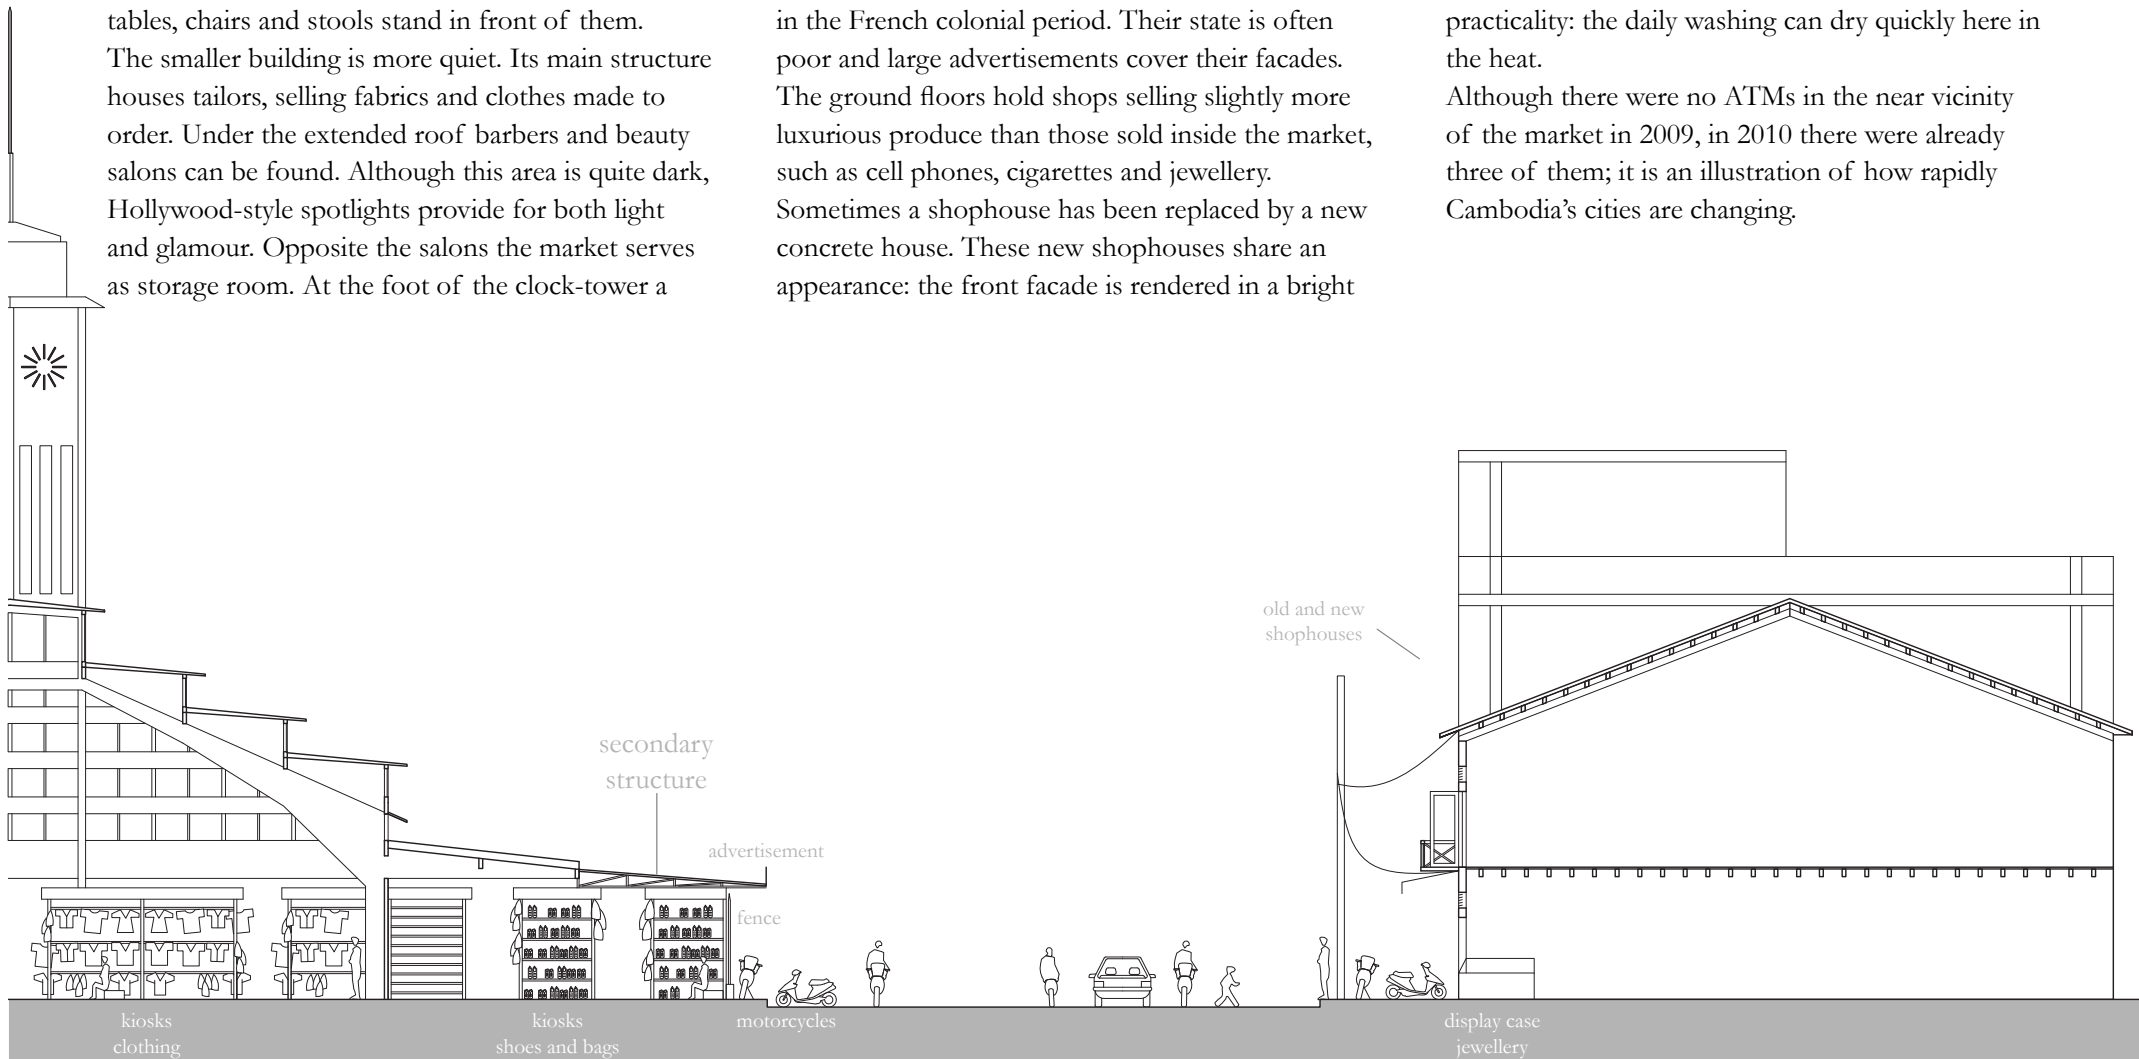 tables, chairs and stools stand in front of them.
The smaller building is more quiet. Its main structure
houses tailors, selling fabrics and clothes made to
order. Under the extended roof barbers and beauty
salons can be found. Although this area is quite dark,
Hollywood-style spotlights provide for both light
and glamour. Opposite the salons the market serves
as storage room. At the foot of the clock-tower a
in the French colonial period. Their state is often
poor and large advertisements cover their facades.
The ground floors hold shops selling slightly more
luxurious produce than those sold inside the market,
such as cell phones, cigarettes and jewellery.
Sometimes a shophouse has been replaced by a new
concrete house. These new shophouses share an
appearance: the front facade is rendered in a bright
practicality: the daily washing can dry quickly here in
the heat.
Although there were no ATMs in the near vicinity
of the market in 2009, in 2010 there were already
three of them; it is an illustration of how rapidly
Cambodia's cities are changing.
old and new
shophouses
secondary
structure
advertisement
fence
kiosks
clothing
kiosks
shoes and bags
motorcycles
display case
jewellery